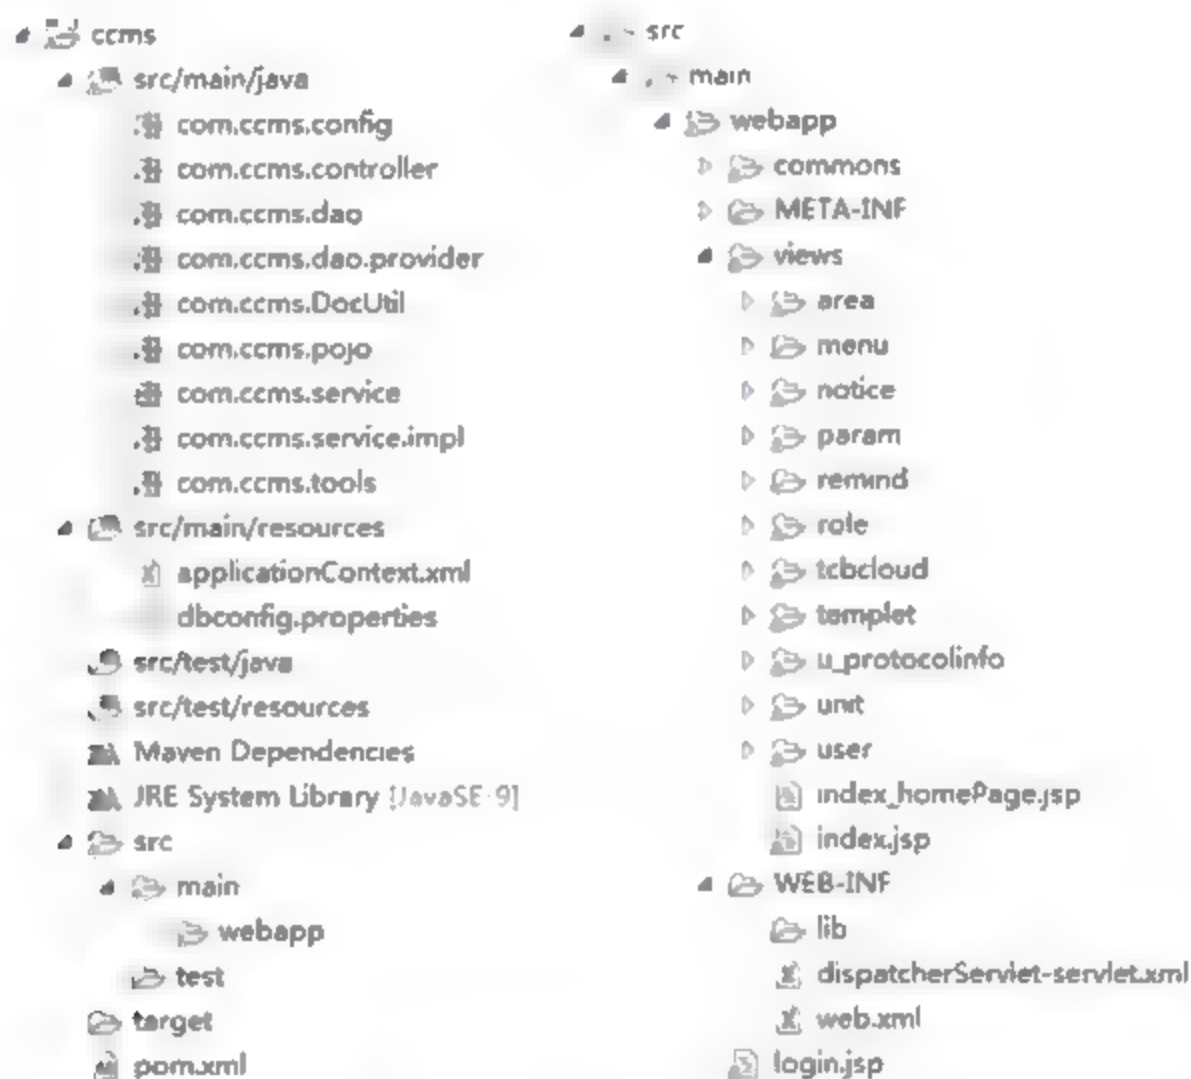 ccms
src/main/java
com.ccms.config
com.ccms.controller
com.ccms.dao
com.ccms.dao.provider
com.ccms.DocUtil
com.ccms.pojo
com.ccms.service
com.ccms.service.impl
com.ccms.tools
src/main/resources
applicationContext.xml
dbconfig.properties
src/test/java
src/test/resources
Maven Dependencies
JRE System Library [JavaSE-9]
src
main
webapp
test
target
pom.xml
src
main
webapp
commons
META-INF
views
area
menu
notice
param
remind
role
tcbcloud
templet
u_protocolinfo
unit
user
index_homePage.jsp
index.jsp
WEB-INF
lib
dispatcherServlet-servlet.xml
web.xml
login.jsp